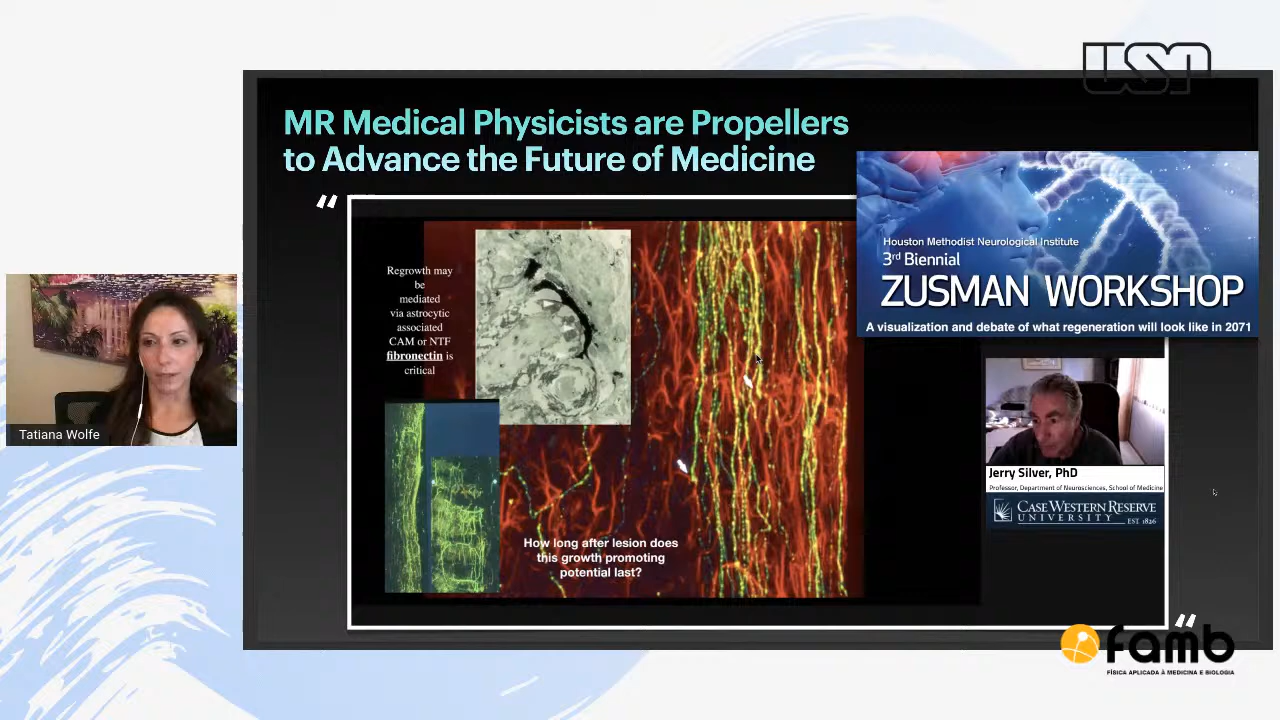 USP
MR Medical Physicists are Propellers
to Advance the Future of Medicine
“
Houston Methodist Neurological Institute
3rd Biennial
ZUSMAN WORKSHOP
A visualization and debate of what regeneration will look like in 2071
Regrowth may
be
mediated
via astrocytic
associated
CAM or NTF
fibronectin is
critical
How long after lesion does
this growth promoting
potential last?
Tatiana Wolfe
Jerry Silver, PhD
Professor, Department of Neurosciences, School of Medicine
CASE WESTERN RESERVE
UNIVERSITY EST 1826
“
famb
FÍSICA APLICADA À MEDICINA E BIOLOGIA